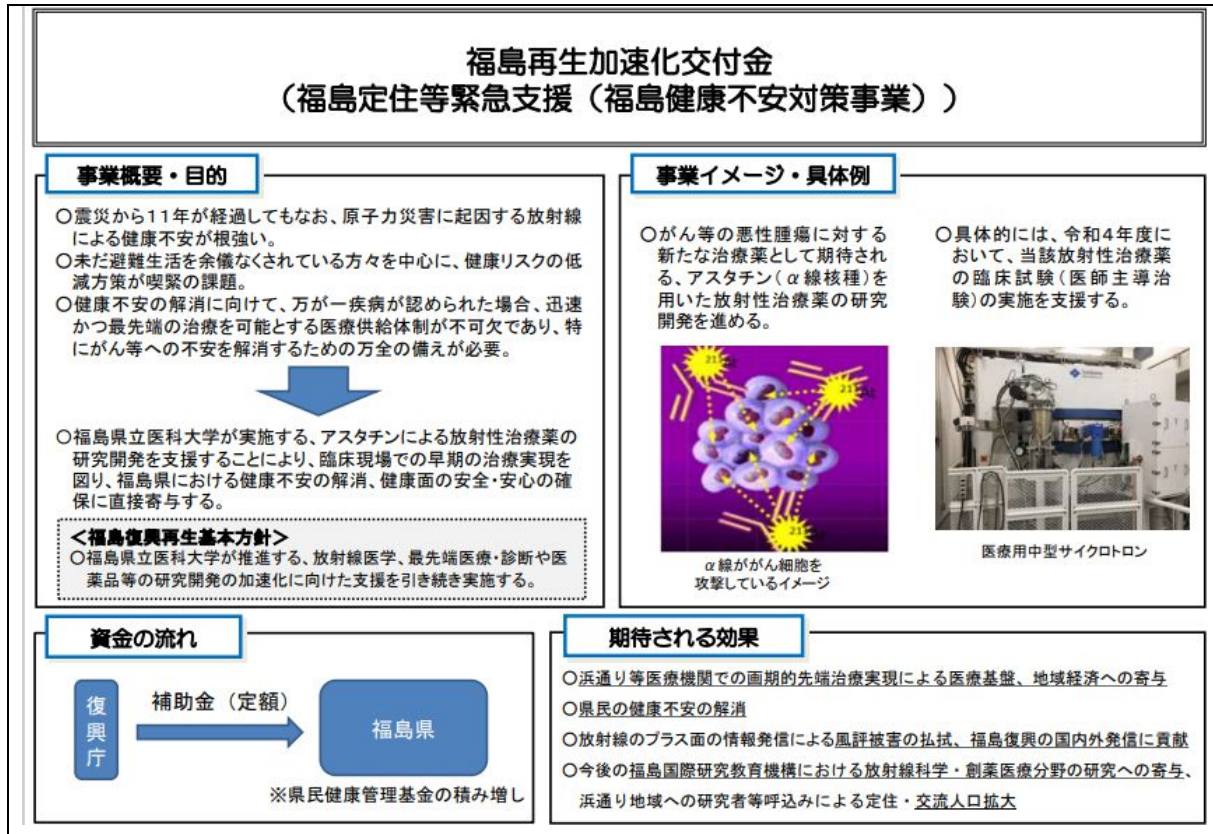 福島再生加速化交付金
（福島定住等緊急支援（福島健康不安対策事業））
事業概要・目的
○震災から１１年が経過してもなお、原子力災害に起因する放射線
による健康不安が根強い。
○未だ避難生活を余儀なくされている方々を中心に、健康リスクの低
減方策が喫緊の課題。
○健康不安の解消に向けて、万が一疾病が認められた場合、迅速
かつ最先端の治療を可能とする医療供給体制が不可欠であり、特
にがん等への不安を解消するための万全の備えが必要。
○福島県立医科大学が実施する、アスタチンによる放射性治療薬の
研究開発を支援することにより、臨床現場での早期の治療実現を
図り、福島県における健康不安の解消、健康面の安全・安心の確
保に直接寄与する。
＜福島復興再生基本方針＞
○福島県立医科大学が推進する、放射線医学、最先端医療・診断や医
薬品等の研究開発の加速化に向けた支援を引き続き実施する。
事業イメージ・具体例
○がん等の悪性腫瘍に対する
新たな治療薬として期待され
る、アスタチン（α線核種）を
用いた放射性治療薬の研究
開発を進める。
211At
211At
α線ががん細胞を
攻撃しているイメージ
○具体的には、令和４年度に
おいて、当該放射性治療薬
の臨床試験（医師主導治
験）の実施を支援する。
医療用中型サイクロトロン
資金の流れ
復興庁
補助金（定額）
福島県
※県民健康管理基金の積み増し
期待される効果
○浜通り等医療機関での画期的先端治療実現による医療基盤、地域経済への寄与
○県民の健康不安の解消
○放射線のプラス面の情報発信による風評被害の払拭、福島復興の国内外発信に貢献
○今後の福島国際研究教育機構における放射線科学・創薬医療分野の研究への寄与、
浜通り地域への研究者等呼込みによる定住・交流人口拡大